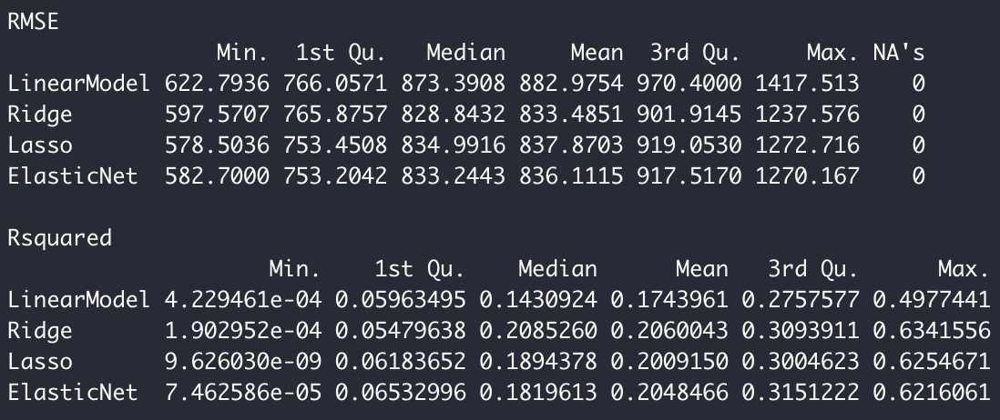 RMSE
Min. 1st Qu. Median Mean 3rd Qu. Max. NA's
LinearModel 622.7936 766.0571 873.3908 882.9754 970.4000 1417.513 0
Ridge 597.5707 765.8757 828.8432 833.4851 901.9145 1237.576 0
Lasso 578.5036 753.4508 834.9916 837.8703 919.0530 1272.716 0
ElasticNet 582.7000 753.2042 833.2443 836.1115 917.5170 1270.167 0
Rsquared
Min. 1st Qu. Median Mean 3rd Qu. Max.
LinearModel 4.229461e-04 0.05963495 0.1430924 0.1743961 0.2757577 0.4977441
Ridge 1.902952e-04 0.05479638 0.2085260 0.2060043 0.3093911 0.6341556
Lasso 9.626030e-09 0.06183652 0.1894378 0.2009150 0.3004623 0.6254671
ElasticNet 7.462586e-05 0.06532996 0.1819613 0.2048466 0.3151222 0.6216061